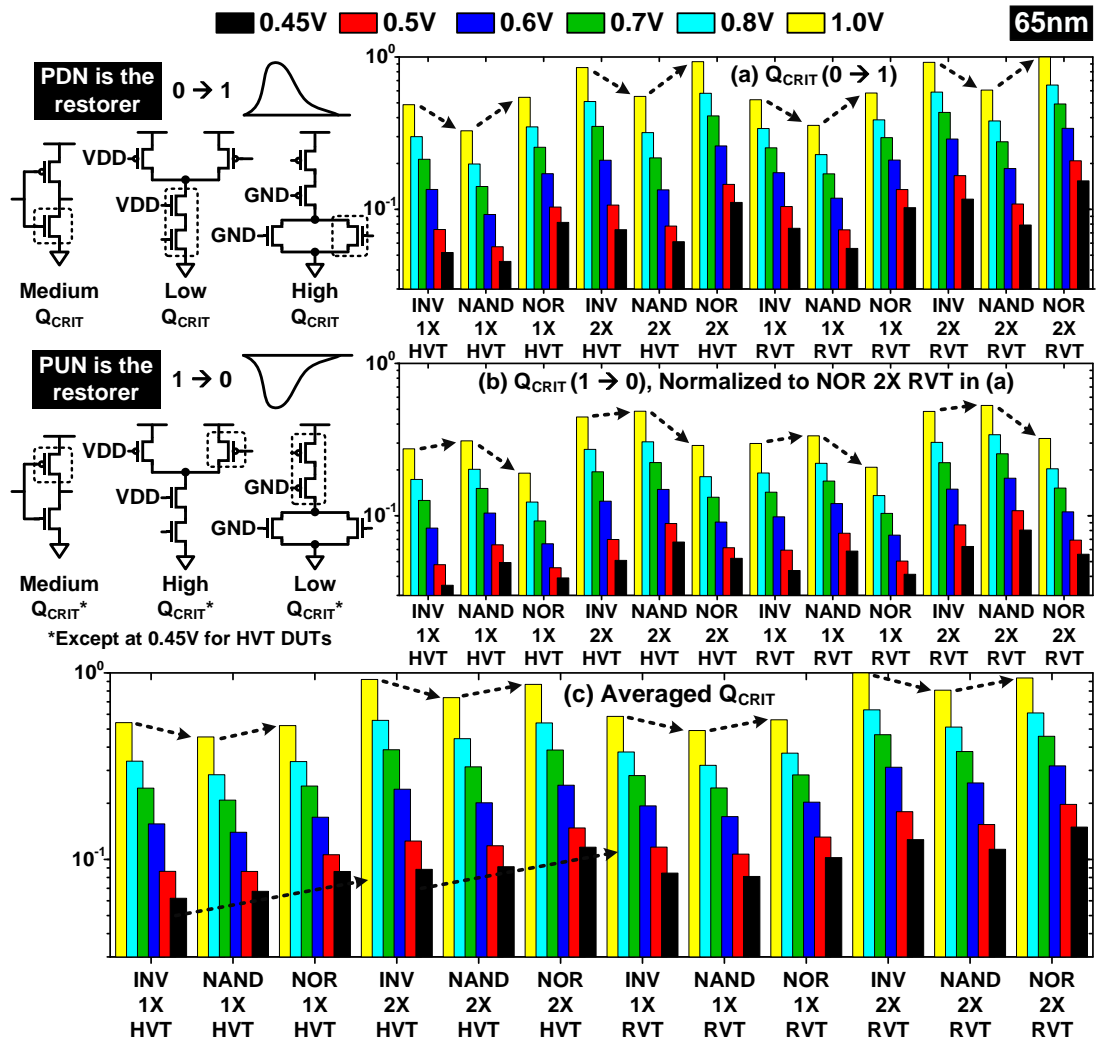 0.45V 0.5V 0.6V 0.7V 0.8V 1.0V
65nm
PDN is the
restorer
0 → 1
VDD
VDD
GND
GND
Medium
QCRIT
Low
QCRIT
High
QCRIT
10⁰
10⁻¹
(a) QCRIT (0 → 1)
INV NAND NOR INV NAND NOR INV NAND NOR INV NAND NOR
1X 1X 1X 2X 2X 2X 1X 1X 1X 2X 2X 2X
HVT HVT HVT HVT HVT HVT RVT RVT RVT RVT RVT RVT
PUN is the
restorer
1 → 0
VDD
VDD
GND
GND
Medium
QCRIT*
High
QCRIT*
Low
QCRIT*
*Except at 0.45V for HVT DUTs
10⁰
10⁻¹
(b) QCRIT (1 → 0), Normalized to NOR 2X RVT in (a)
INV NAND NOR INV NAND NOR INV NAND NOR INV NAND NOR
1X 1X 1X 2X 2X 2X 1X 1X 1X 2X 2X 2X
HVT HVT HVT HVT HVT HVT RVT RVT RVT RVT RVT RVT
10⁰
10⁻¹
(c) Averaged QCRIT
INV NAND NOR INV NAND NOR INV NAND NOR INV NAND NOR
1X 1X 1X 2X 2X 2X 1X 1X 1X 2X 2X 2X
HVT HVT HVT HVT HVT HVT RVT RVT RVT RVT RVT RVT